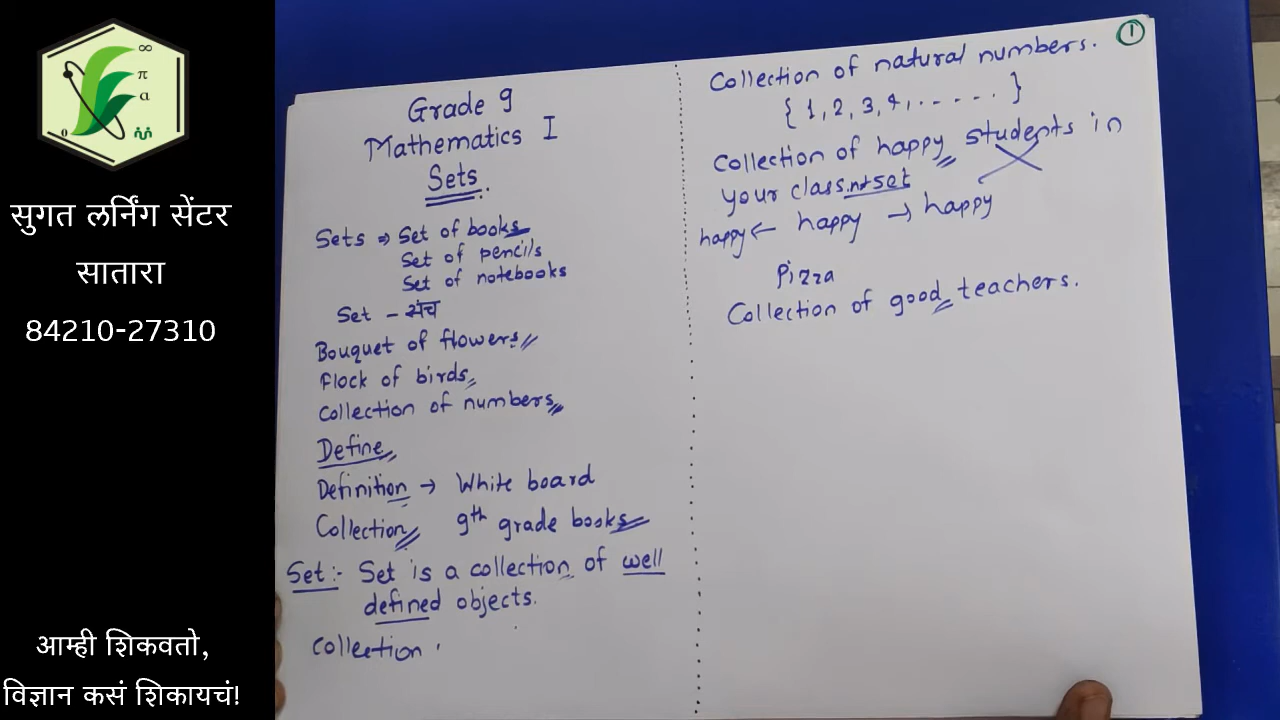 ∞
π
a
0
सुगत लर्निंग सेंटर
सातारा
84210-27310
आम्ही शिकवतो,
विज्ञान कसं शिकायचं!
Grade 9
Mathematics I
Sets.
Sets ⇒ Set of books
Set of pencils
Set of notebooks
Set - संच
Bouquet of flowers
Flock of birds
Collection of numbers
Define
Definition → White board
Collection 9th grade books
Set:- Set is a collection of well
defined objects.
Collection
1
Collection of natural numbers.
{ 1, 2, 3, 4, ...... }
Collection of happy students in
your class. not set
happy ← happy → happy
Pizza
Collection of good teachers.